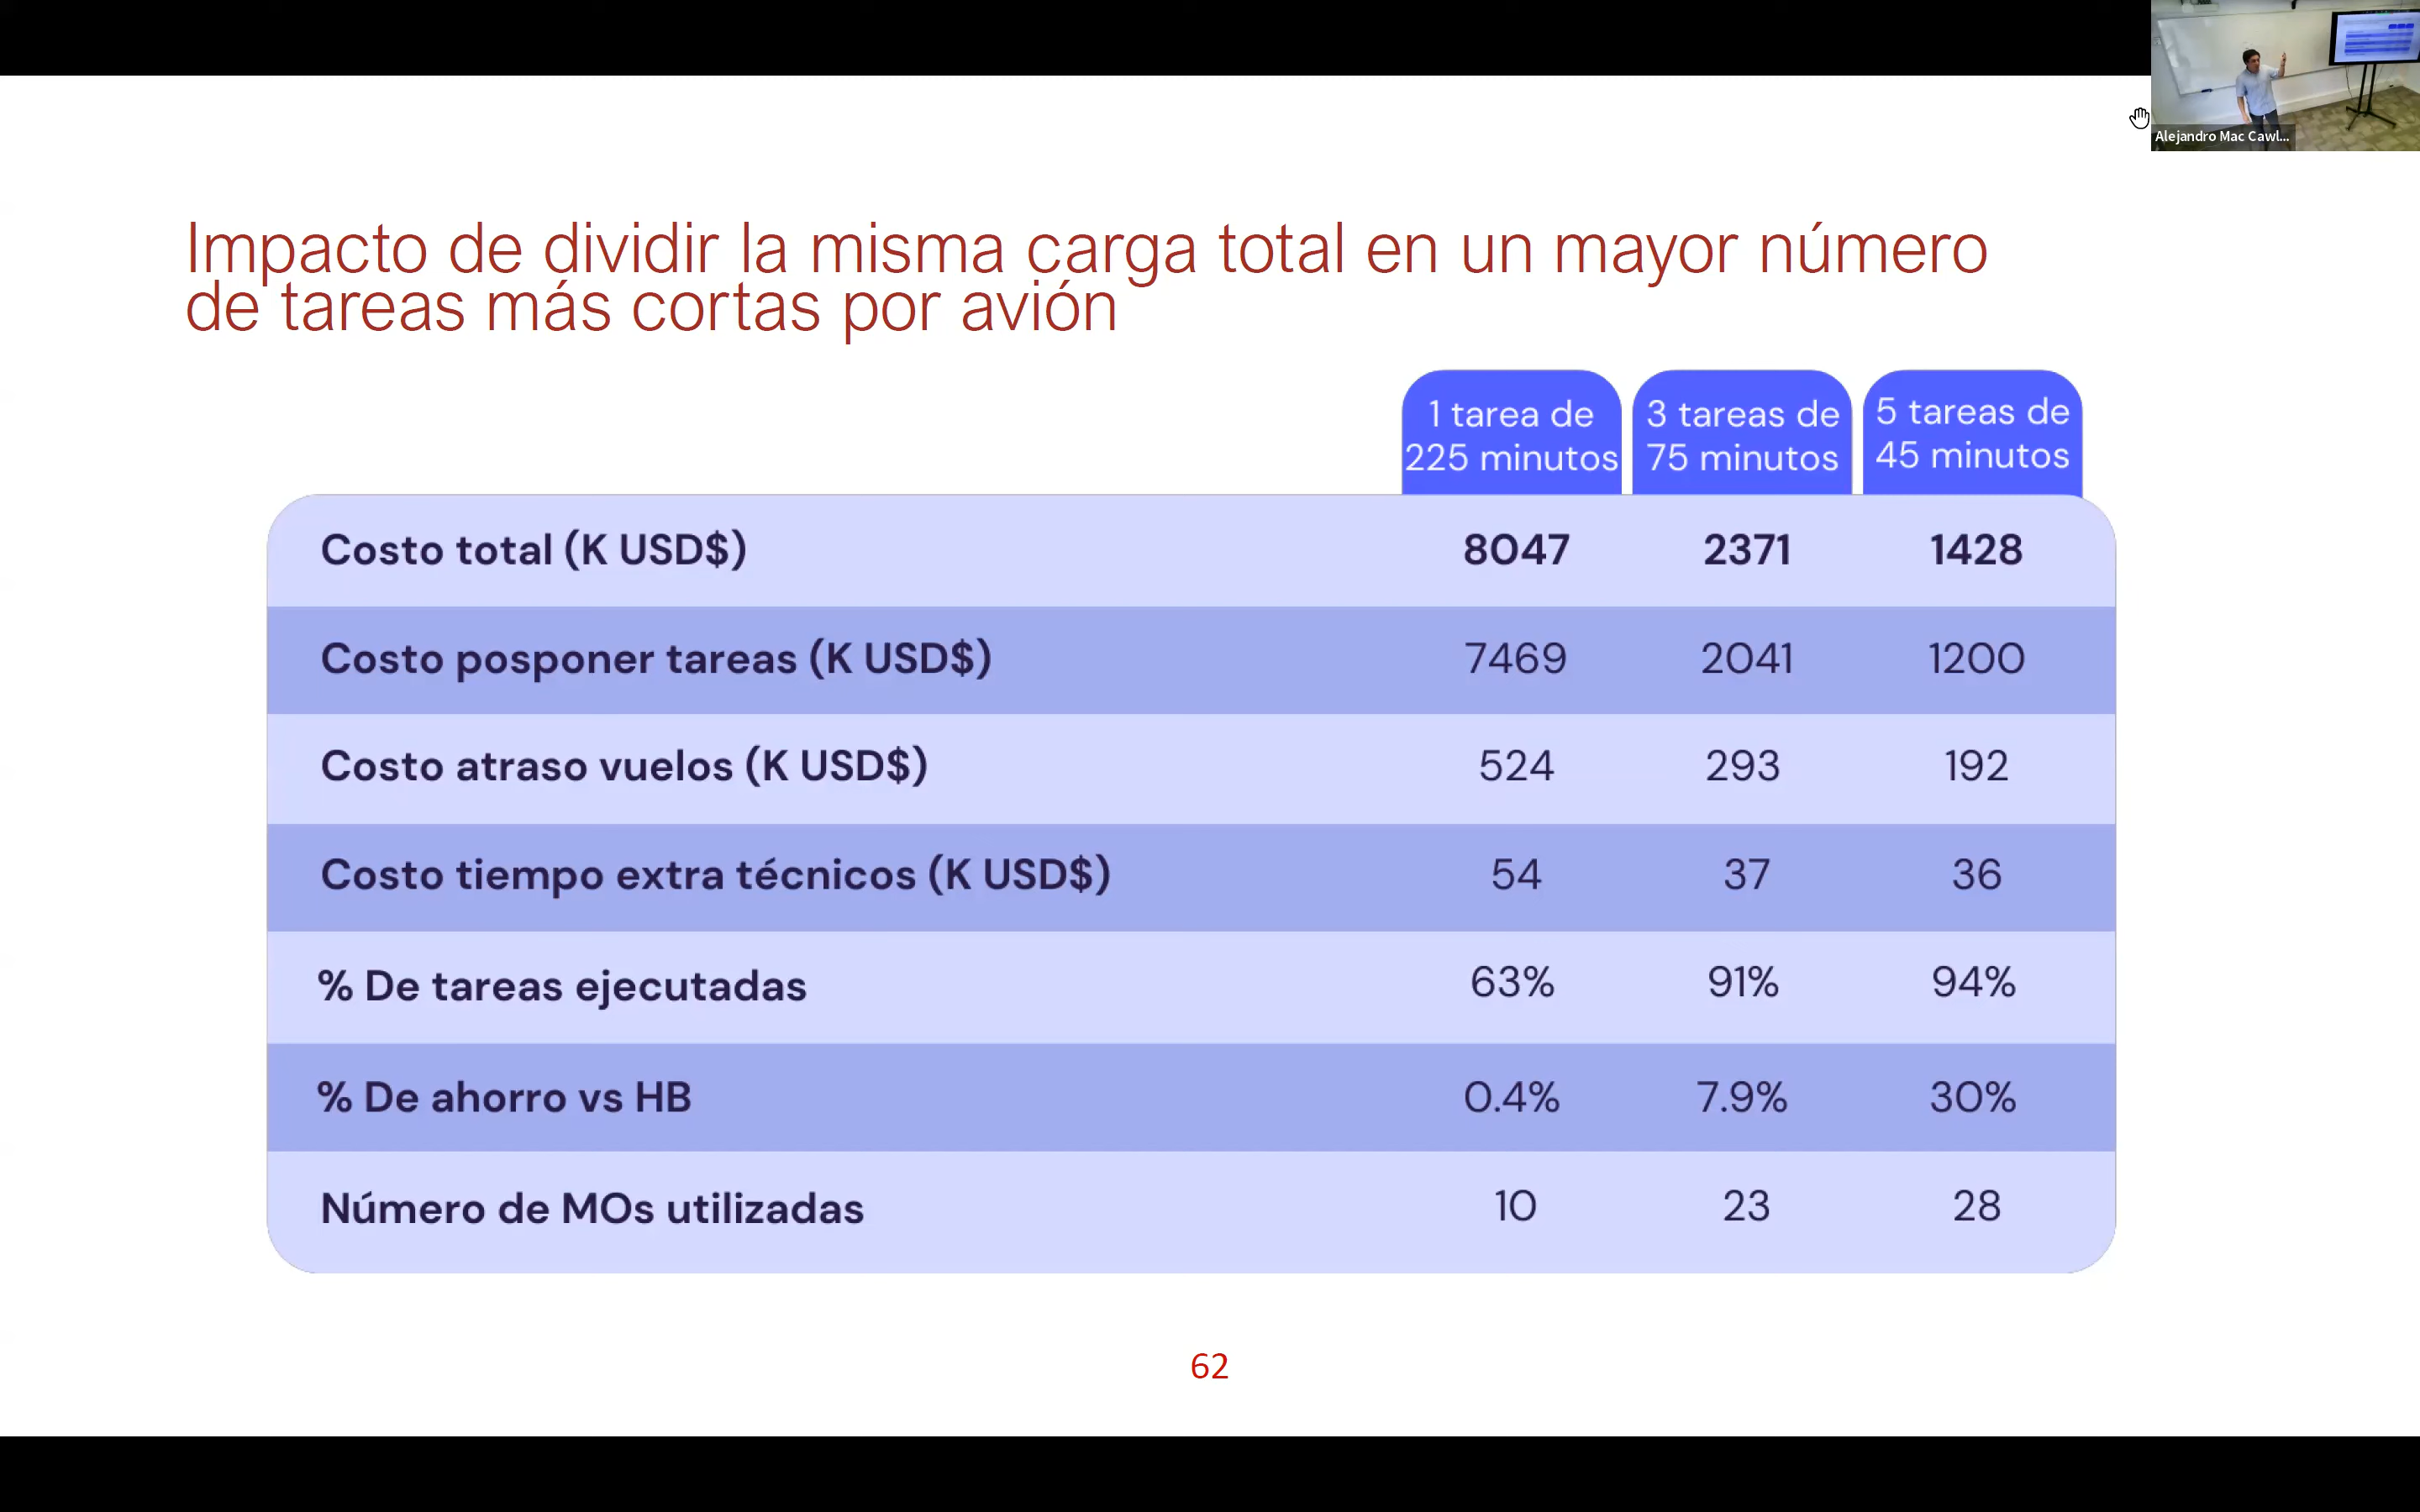 Alejandro Mac Cawl...
Impacto de dividir la misma carga total en un mayor número
de tareas más cortas por avión
1 tarea de
225 minutos
3 tareas de
75 minutos
5 tareas de
45 minutos
Costo total (K USD$) 8047 2371 1428
Costo posponer tareas (K USD$) 7469 2041 1200
Costo atraso vuelos (K USD$) 524 293 192
Costo tiempo extra técnicos (K USD$) 54 37 36
% De tareas ejecutadas 63% 91% 94%
% De ahorro vs HB 0.4% 7.9% 30%
Número de MOs utilizadas 10 23 28
62